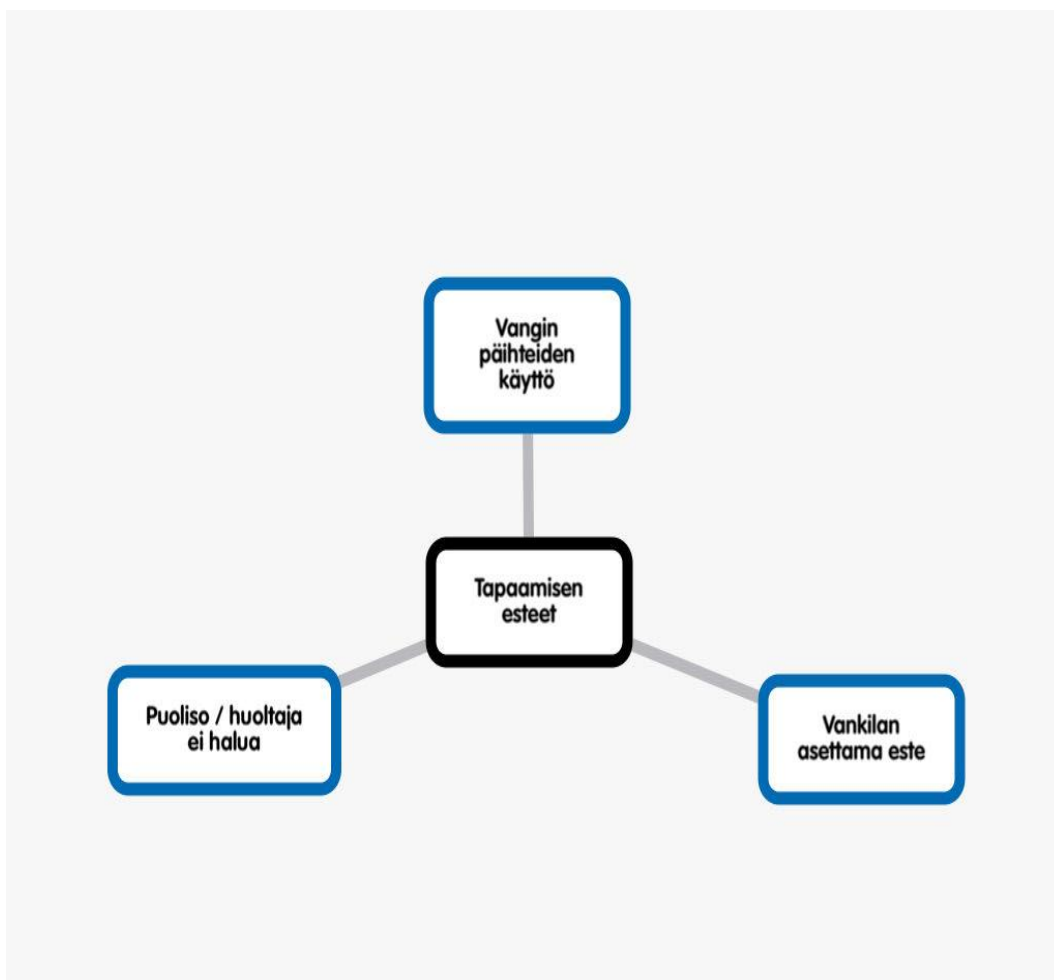 Vangin
päihteiden
käyttö
Tapaamisen
esteet
Puoliso / huoltaja
ei halua
Vankilan
asettama este